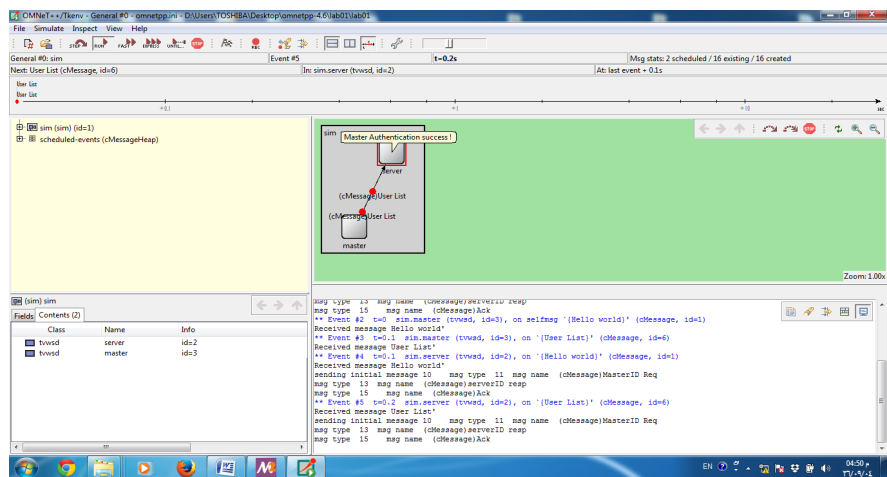 OMNeT++/Tkenv - General #0 - omnetpp.ini - D:\Users\TOSHIBA\Desktop\omnetpp-4.6\lab01\lab01
File Simulate Inspect View Help
STEP RUN FAST EXPRESS UNTIL... STOP REC
General #0: sim Event #5 t=0.2s Msg stats: 2 scheduled / 16 existing / 16 created
Next: User List (cMessage, id=6) In: sim.server (tvwsd, id=2) At: last event + 0.1s
User List
User List
+0.1 +1 +10 sec
sim (sim) (id=1)
scheduled-events (cMessageHeap)
sim
Master Authentication success !
server
(cMessage)User List
(cMessage)User List
master
STOP
Zoom: 1.00x
(sim) sim
Fields Contents (2)
Class Name Info
tvwsd server id=2
tvwsd master id=3
msg type 13 msg name (cMessage)serverID resp
msg type 15 msg name (cMessage)Ack
** Event #2 t=0 sim.master (tvwsd, id=3), on selfmsg `{Hello world}' (cMessage, id=1)
Received message Hello world'
** Event #3 t=0.1 sim.master (tvwsd, id=3), on `{User List}' (cMessage, id=6)
Received message User List'
** Event #4 t=0.1 sim.server (tvwsd, id=2), on `{Hello world}' (cMessage, id=1)
Received message Hello world'
sending initial message 10 msg type 11 msg name (cMessage)MasterID Req
msg type 13 msg name (cMessage)serverID resp
msg type 15 msg name (cMessage)Ack
** Event #5 t=0.2 sim.server (tvwsd, id=2), on `{User List}' (cMessage, id=6)
Received message User List'
sending initial message 10 msg type 11 msg name (cMessage)MasterID Req
msg type 13 msg name (cMessage)serverID resp
msg type 15 msg name (cMessage)Ack
EN
04:50 م
٣٦/٠٩/٠٤